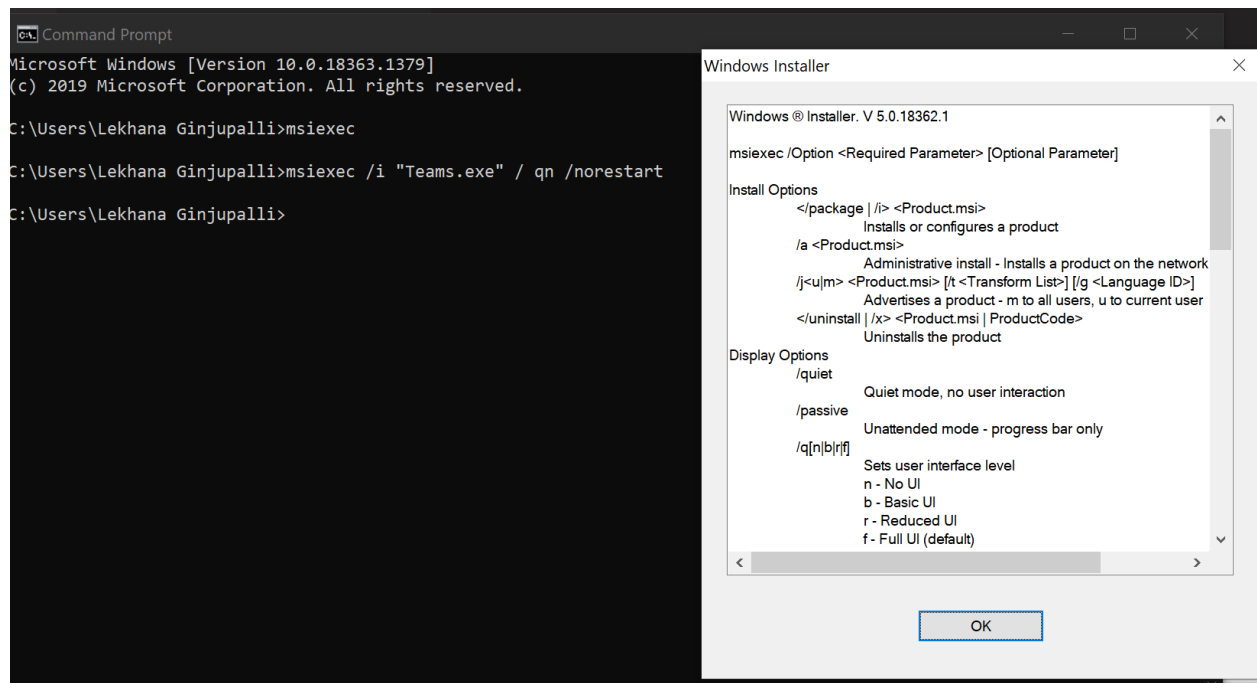 Command Prompt
Microsoft Windows [Version 10.0.18363.1379]
(c) 2019 Microsoft Corporation. All rights reserved.
C:\Users\Lekhana Ginjupalli>msiexec
C:\Users\Lekhana Ginjupalli>msiexec /i "Teams.exe" / qn /norestart
C:\Users\Lekhana Ginjupalli>
Windows Installer
Windows ® Installer. V 5.0.18362.1
msiexec /Option <Required Parameter> [Optional Parameter]
Install Options
</package | /i> <Product.msi>
Installs or configures a product
/a <Product.msi>
Administrative install - Installs a product on the network
/j<u|m> <Product.msi> [/t <Transform List>] [/g <Language ID>]
Advertises a product - m to all users, u to current user
</uninstall | /x> <Product.msi | ProductCode>
Uninstalls the product
Display Options
/quiet
Quiet mode, no user interaction
/passive
Unattended mode - progress bar only
/q[n|b|r|f]
Sets user interface level
n - No UI
b - Basic UI
r - Reduced UI
f - Full UI (default)
OK